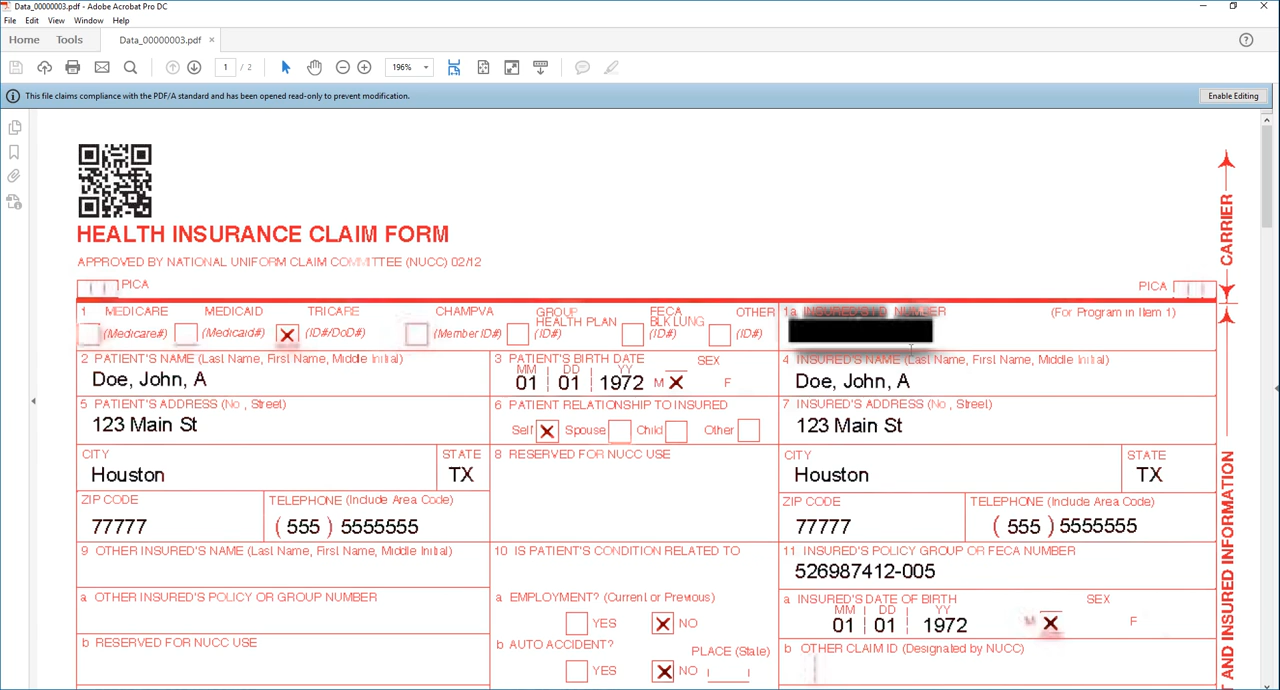 Data_00000003.pdf - Adobe Acrobat Pro DC
File Edit View Window Help
Home Tools Data_00000003.pdf ×
1 / 2 196%
This file claims compliance with the PDF/A standard and has been opened read-only to prevent modification. Enable Editing
HEALTH INSURANCE CLAIM FORM
APPROVED BY NATIONAL UNIFORM CLAIM COMMITTEE (NUCC) 02/12
PICA PICA
CARRIER
1 MEDICARE MEDICAID TRICARE CHAMPVA GROUP HEALTH PLAN FECA BLK LUNG OTHER
(Medicare#) (Medicaid#) X (ID#/DoD#) (Member ID#) (ID#) (ID#) (ID#)
1a INSURED'S I D NUMBER (For Program in Item 1)
2 PATIENT'S NAME (Last Name, First Name, Middle Initial)
Doe, John, A
3 PATIENT'S BIRTH DATE SEX
MM DD YY
01 01 1972 M X F
4 INSURED'S NAME (Last Name, First Name, Middle Initial)
Doe, John, A
5 PATIENT'S ADDRESS (No , Street)
123 Main St
6 PATIENT RELATIONSHIP TO INSURED
Self X Spouse Child Other
7 INSURED'S ADDRESS (No , Street)
123 Main St
CITY STATE
Houston TX
8 RESERVED FOR NUCC USE
CITY STATE
Houston TX
ZIP CODE TELEPHONE (Include Area Code)
77777 ( 555 ) 5555555
ZIP CODE TELEPHONE (Include Area Code)
77777 ( 555 ) 5555555
9 OTHER INSURED'S NAME (Last Name, First Name, Middle Initial)
10 IS PATIENT'S CONDITION RELATED TO
11 INSURED'S POLICY GROUP OR FECA NUMBER
526987412-005
a OTHER INSURED'S POLICY OR GROUP NUMBER
a EMPLOYMENT? (Current or Previous)
YES X NO
a INSURED'S DATE OF BIRTH SEX
MM DD YY
01 01 1972 M X F
b RESERVED FOR NUCC USE
b AUTO ACCIDENT? PLACE (State)
YES X NO
b OTHER CLAIM ID (Designated by NUCC)
T AND INSURED INFORMATION